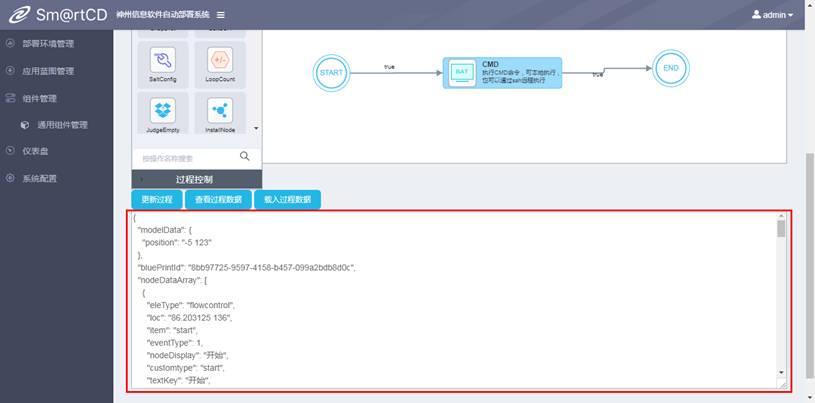 Sm@rtCD 神州信息软件自动部署系统
admin
部署环境管理
应用蓝图管理
组件管理
通用组件管理
仪表盘
系统配置
SaltConfig
LoopCount
JudgeEmpty
InstallNode
按操作名称搜索
过程控制
START
true
BAT
CMD
执行CMD命令，可本地执行，
也可以通过ssh远程执行
true
END
更新过程
查看过程数据
载入过程数据
{
"modelData": {
"position": "-5 123"
},
"bluePrintId": "8bb97725-9597-4158-b457-099a2bdb8d0c",
"nodeDataArray": [
{
"eleType": "flowcontrol",
"loc": "86.203125 136",
"item": "start",
"eventType": 1,
"nodeDisplay": "开始",
"customtype": "start",
"textKey": "开始",